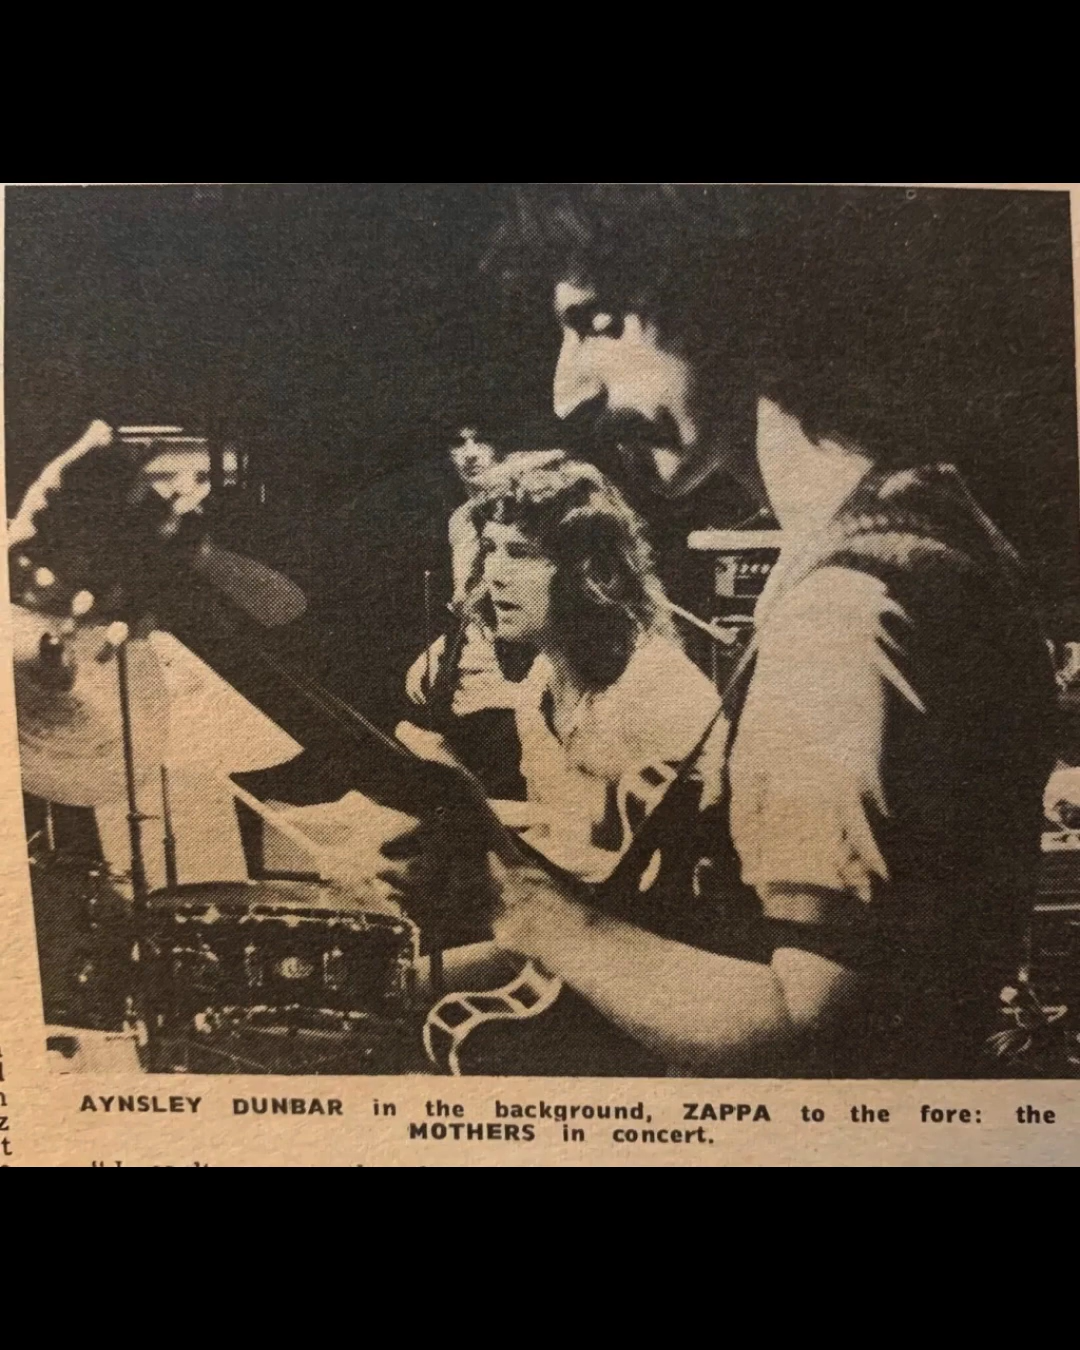 AYNSLEY DUNBAR in the background, ZAPPA to the fore: the
MOTHERS in concert.